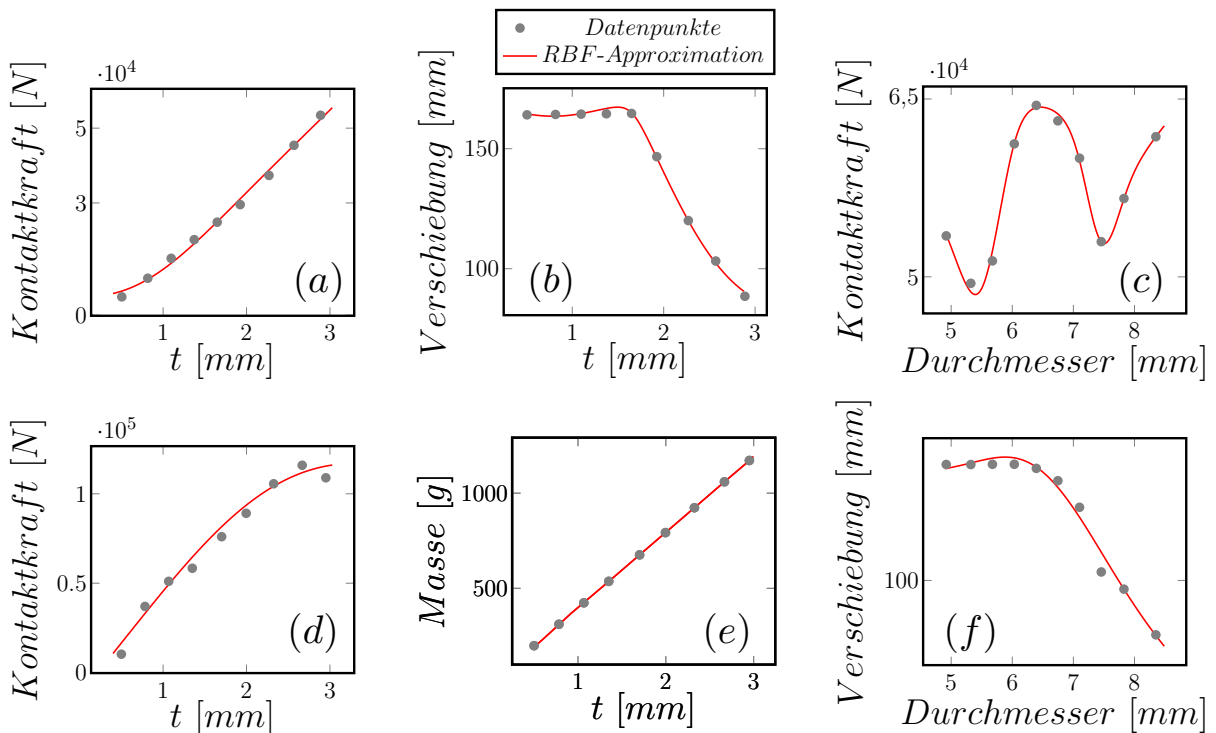 Datenpunkte
RBF-Approximation
Kontaktkraft [N]
·10^4
5
3
0
1 2 3
t [mm]
(a)
Verschiebung [mm]
150
100
1 2 3
t [mm]
(b)
Kontaktkraft [N]
·10^4
6,5
5
5 6 7 8
Durchmesser [mm]
(c)
Kontaktkraft [N]
·10^5
1
0.5
0
1 2 3
t [mm]
(d)
Masse [g]
1000
500
1 2 3
t [mm]
(e)
Verschiebung [mm]
100
5 6 7 8
Durchmesser [mm]
(f)